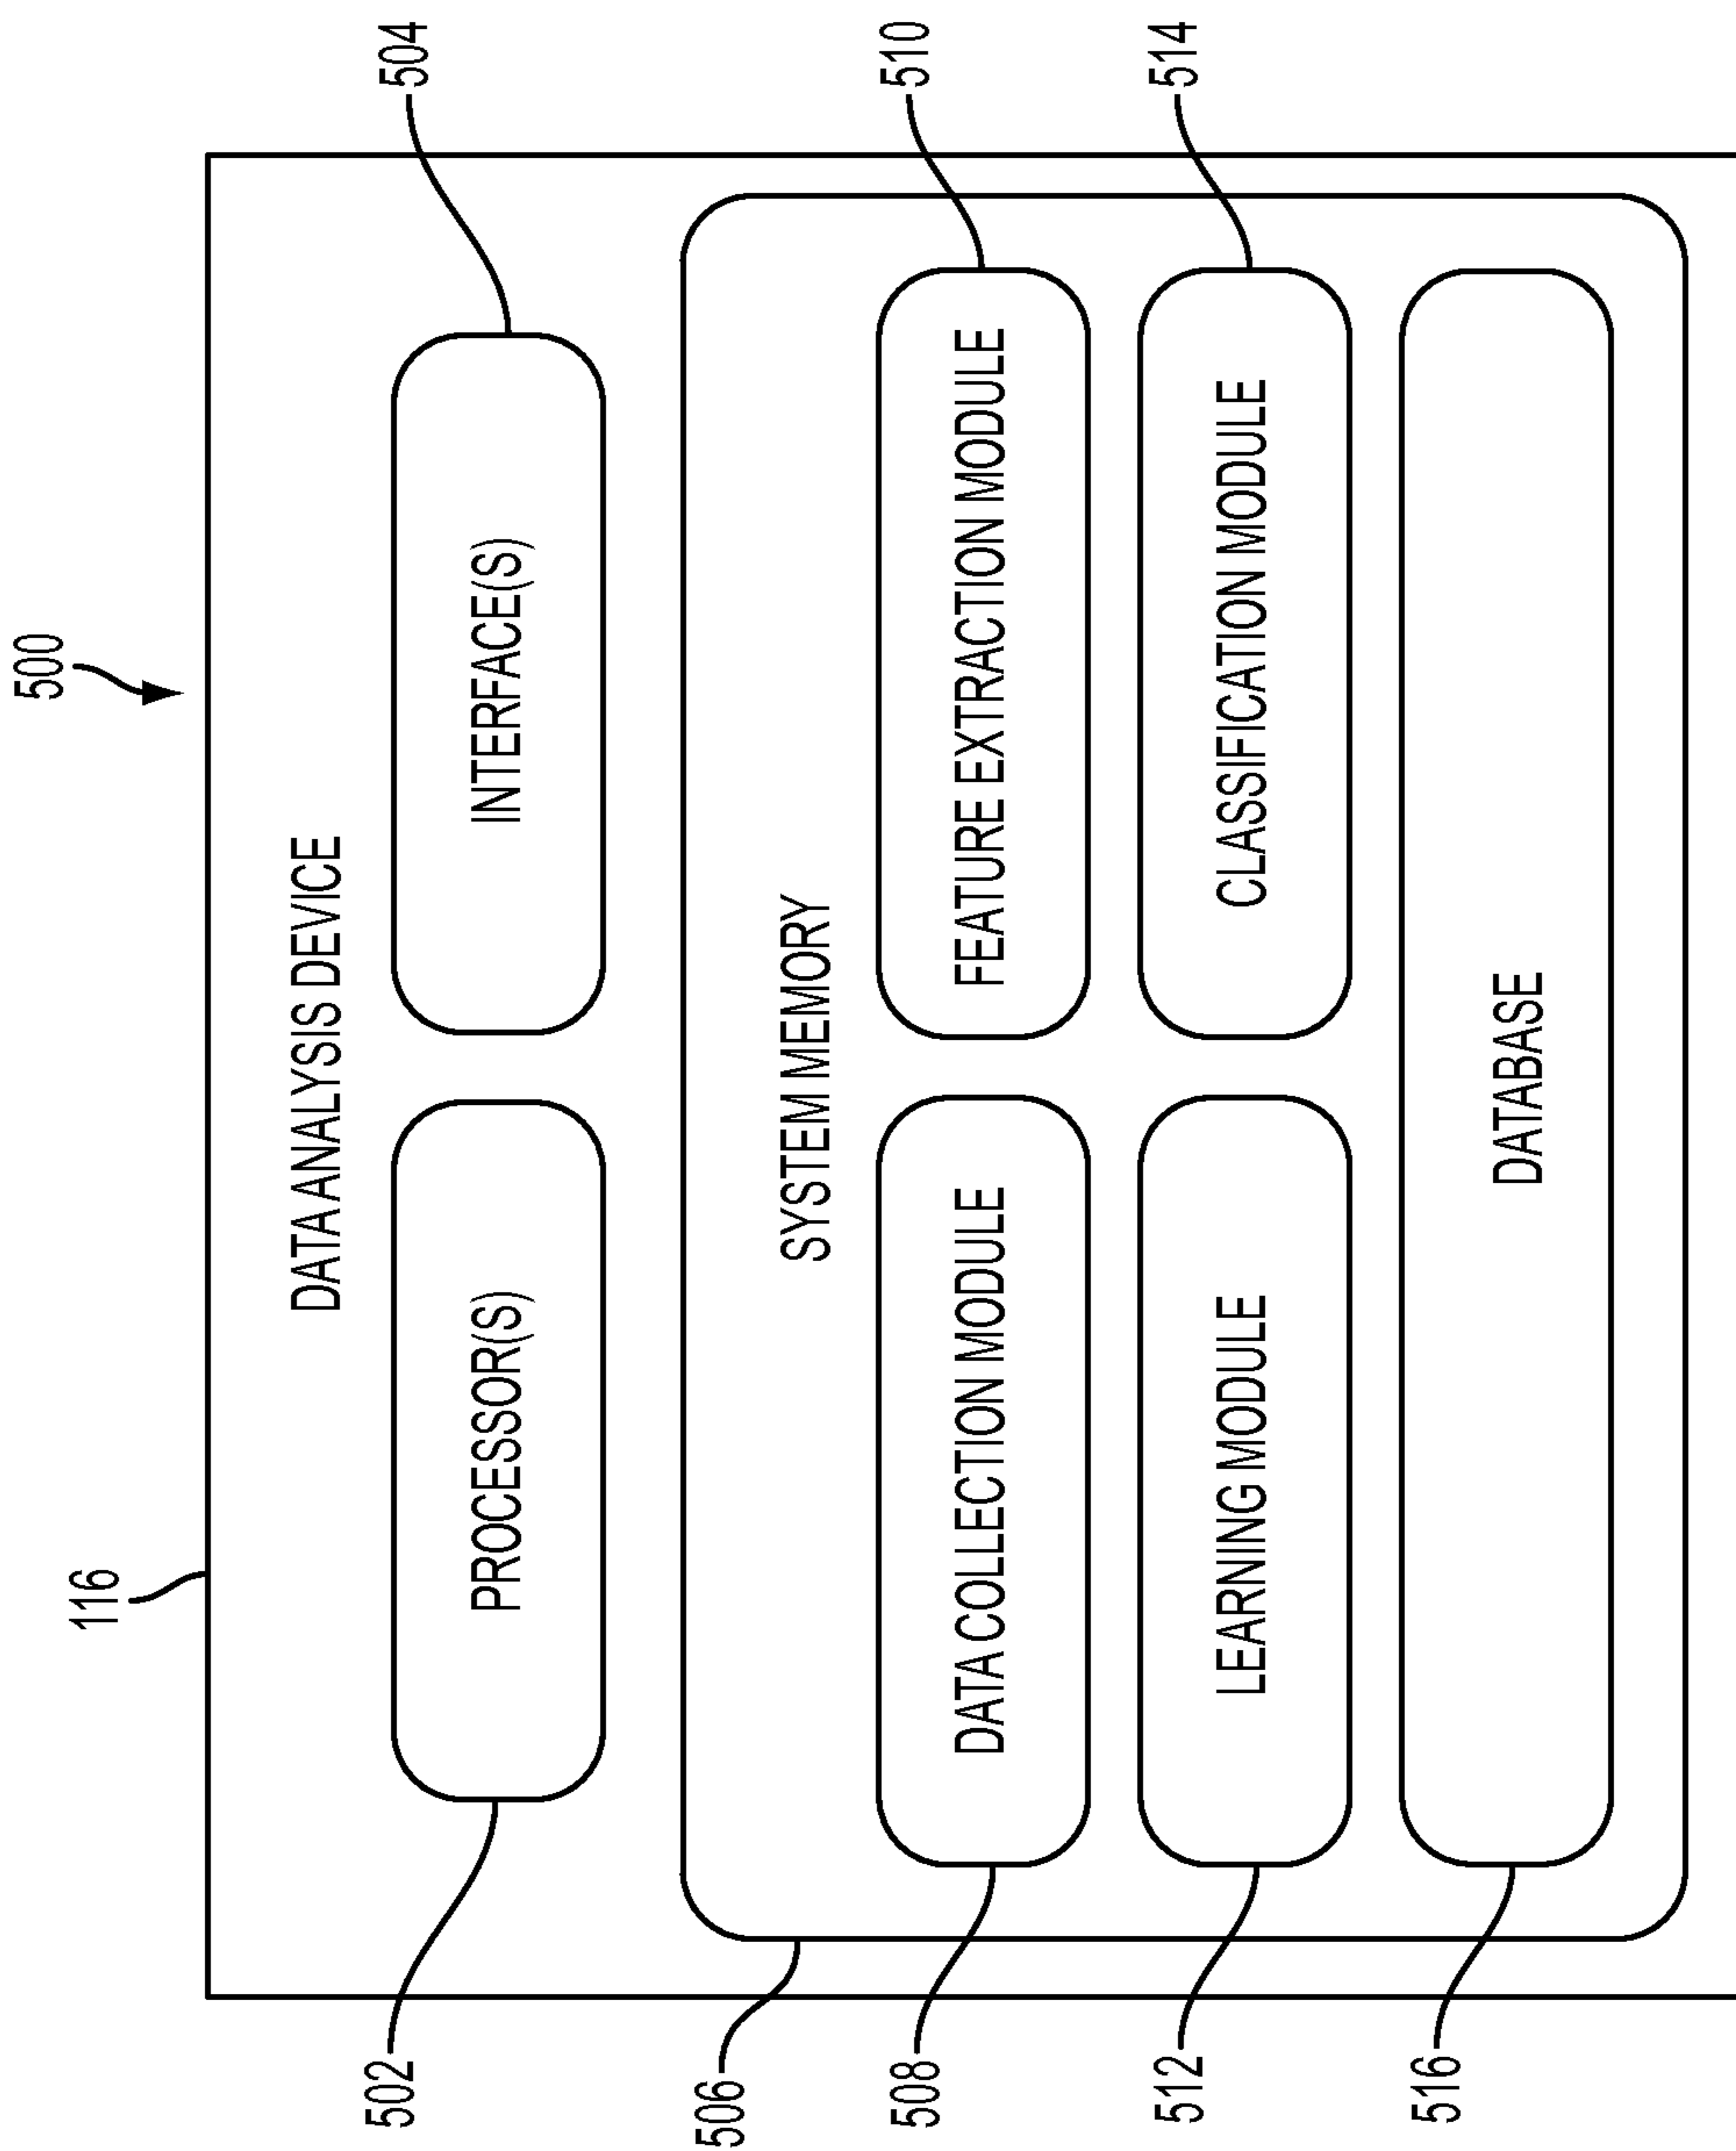 500
116
DATA ANALYSIS DEVICE
502
PROCESSOR(S)
INTERFACE(S)
504
506
SYSTEM MEMORY
508
DATA COLLECTION MODULE
FEATURE EXTRACTION MODULE
510
512
LEARNING MODULE
CLASSIFICATION MODULE
514
516
DATABASE